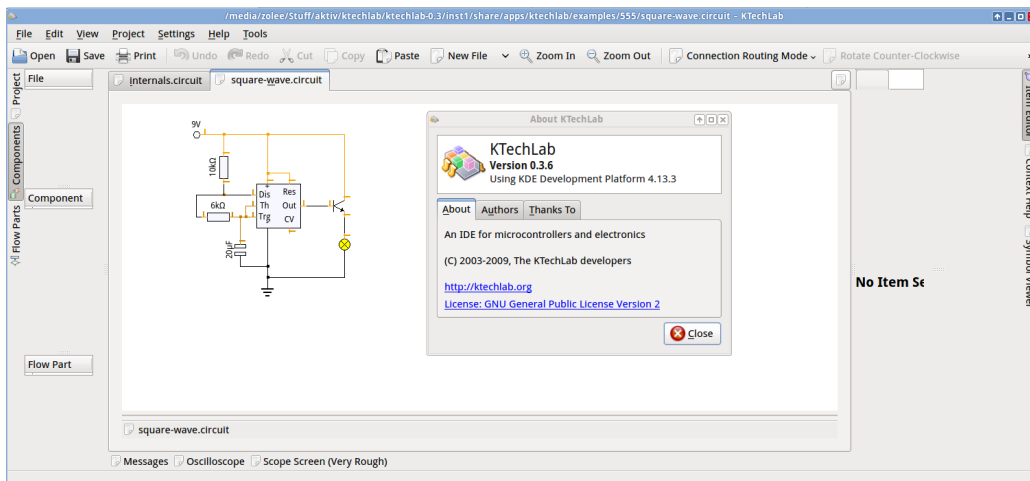 /media/zolee/Stuff/aktiv/ktechlab/ktechlab-0.3/inst1/share/apps/ktechlab/examples/555/square-wave.circuit – KTechLab
File Edit View Project Settings Help Tools
Open Save Print Undo Redo Cut Copy Paste New File Zoom In Zoom Out Connection Routing Mode Rotate Counter-Clockwise
Project
Components
Flow Parts
File
Component
Flow Part
internals.circuit
square-wave.circuit
9V
10kΩ
6kΩ
20µF
Dis Res
Th Out
Trg CV
About KTechLab
KTechLab
Version 0.3.6
Using KDE Development Platform 4.13.3
About Authors Thanks To
An IDE for microcontrollers and electronics
(C) 2003-2009, The KTechLab developers
http://ktechlab.org
License: GNU General Public License Version 2
Close
No Item Se
Item Editor
Context Help
Symbol Viewer
square-wave.circuit
Messages Oscilloscope Scope Screen (Very Rough)